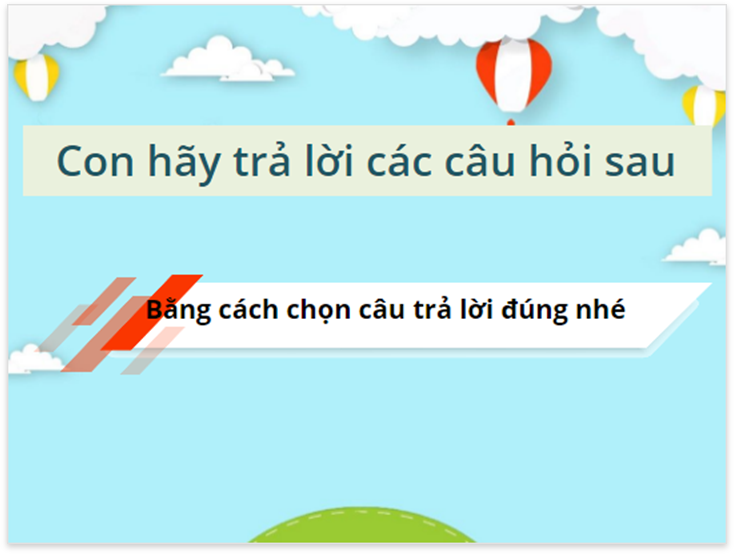 Con hãy trả lời các câu hỏi sau
Bằng cách chọn câu trả lời đúng nhé